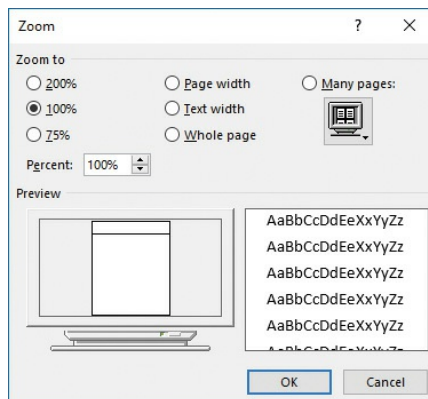 Zoom
Zoom to
200% Page width Many pages:
100% Text width
75% Whole page
Percent: 100%
Preview
AaBbCcDdEeXxYyZz
AaBbCcDdEeXxYyZz
AaBbCcDdEeXxYyZz
AaBbCcDdEeXxYyZz
AaBbCcDdEeXxYyZz
AaBbCcDdEeXxYyZz
OK Cancel